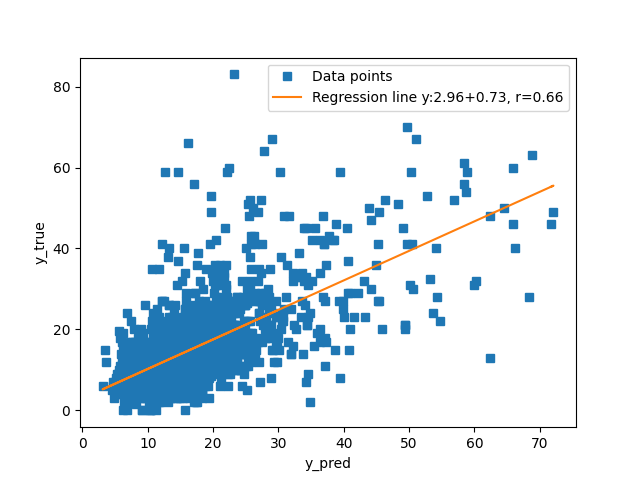 Data points
Regression line y:2.96+0.73, r=0.66
80
60
40
20
0
y_true
0 10 20 30 40 50 60 70
y_pred